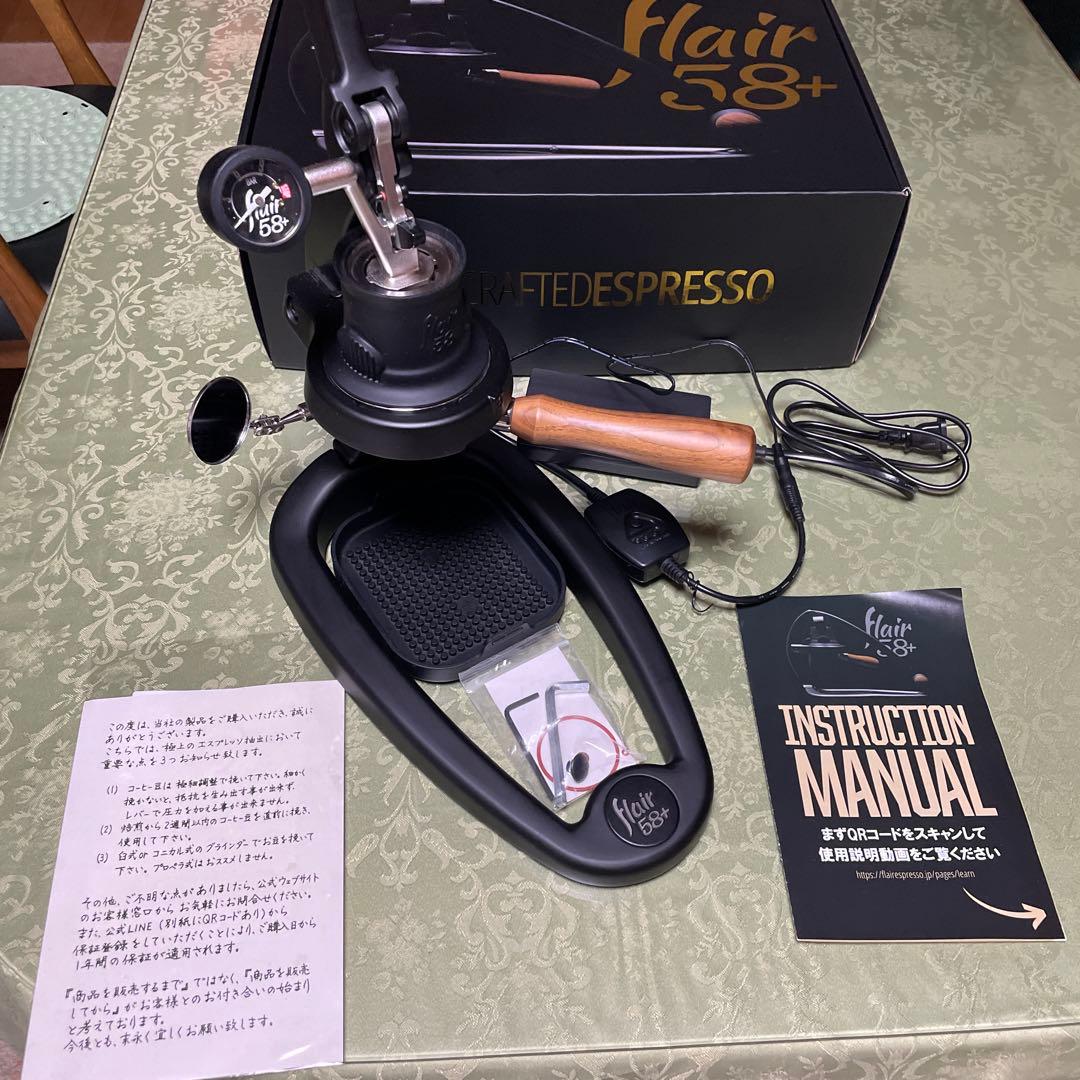 flair
58+
CRAFTEDESPRESSO
BAR
flair
58+
flair
58
flair
58+
flair
58+
INSTRUCTION
MANUAL
まずQRコードをスキャンして
使用説明動画をご覧ください
https://flairespresso.jp/pages/learn
この度は、当社の製品をご購入いただき、誠に
ありがとうございます。
こちらでは、極上のエスプレッソ抽出において
重要な点を3つお知らせ致します。
(1) コーヒー豆は極細調整で挽いて下さい。細かく
挽かないと、抵抗を生み出す事が出来ず、
レバーで圧力を加える事が出来ません。
(2) 焙煎から2週間以内のコーヒー豆を直前に挽き、
使用して下さい。
(3) 臼式orコニカル式のグラインダーでお豆を挽いて
下さい。プロペラ式はおススメしません。
その他、ご不明な点がありましたら、公式ウェブサイト
のお客様窓口からお気軽にお問合せください。
また、公式LINE(別紙にQRコードあり)から
保証登録をしていただくことにより、ご購入日から
1年間の保証が適用されます。
『商品を販売するまで』ではなく、『商品を販売
してから』がお客様とのお付き合いの始まり
と考えております。
今後とも、末永く宜しくお願い致します。